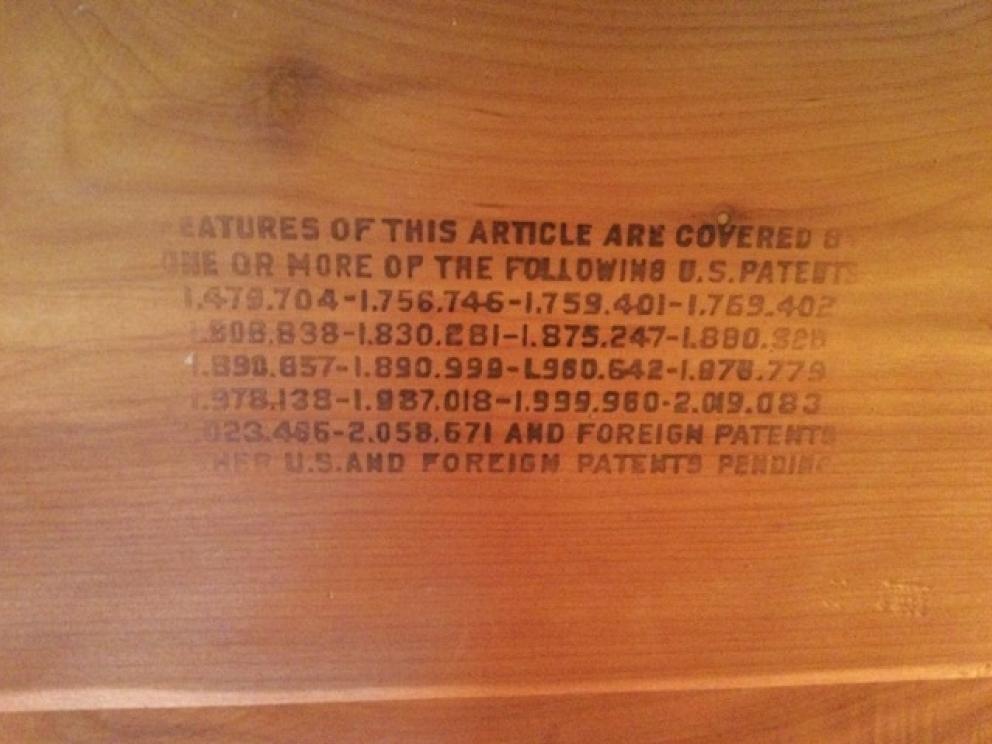 FEATURES OF THIS ARTICLE ARE COVERED
ONE OR MORE OF THE FOLLOWING U.S.PATENTS
1.479.704-1.756.746-1.759.401-1.769.402
1.808.838-1.830.281-1.875.247-
1.890.999-1.960.642-
1.978.138-1.987.018-1.999.960-2.019.083
2.023.466-2.058.671 AND FOREIGN PATENTS
U.S.AND FOREIGN PATENTS PENDING